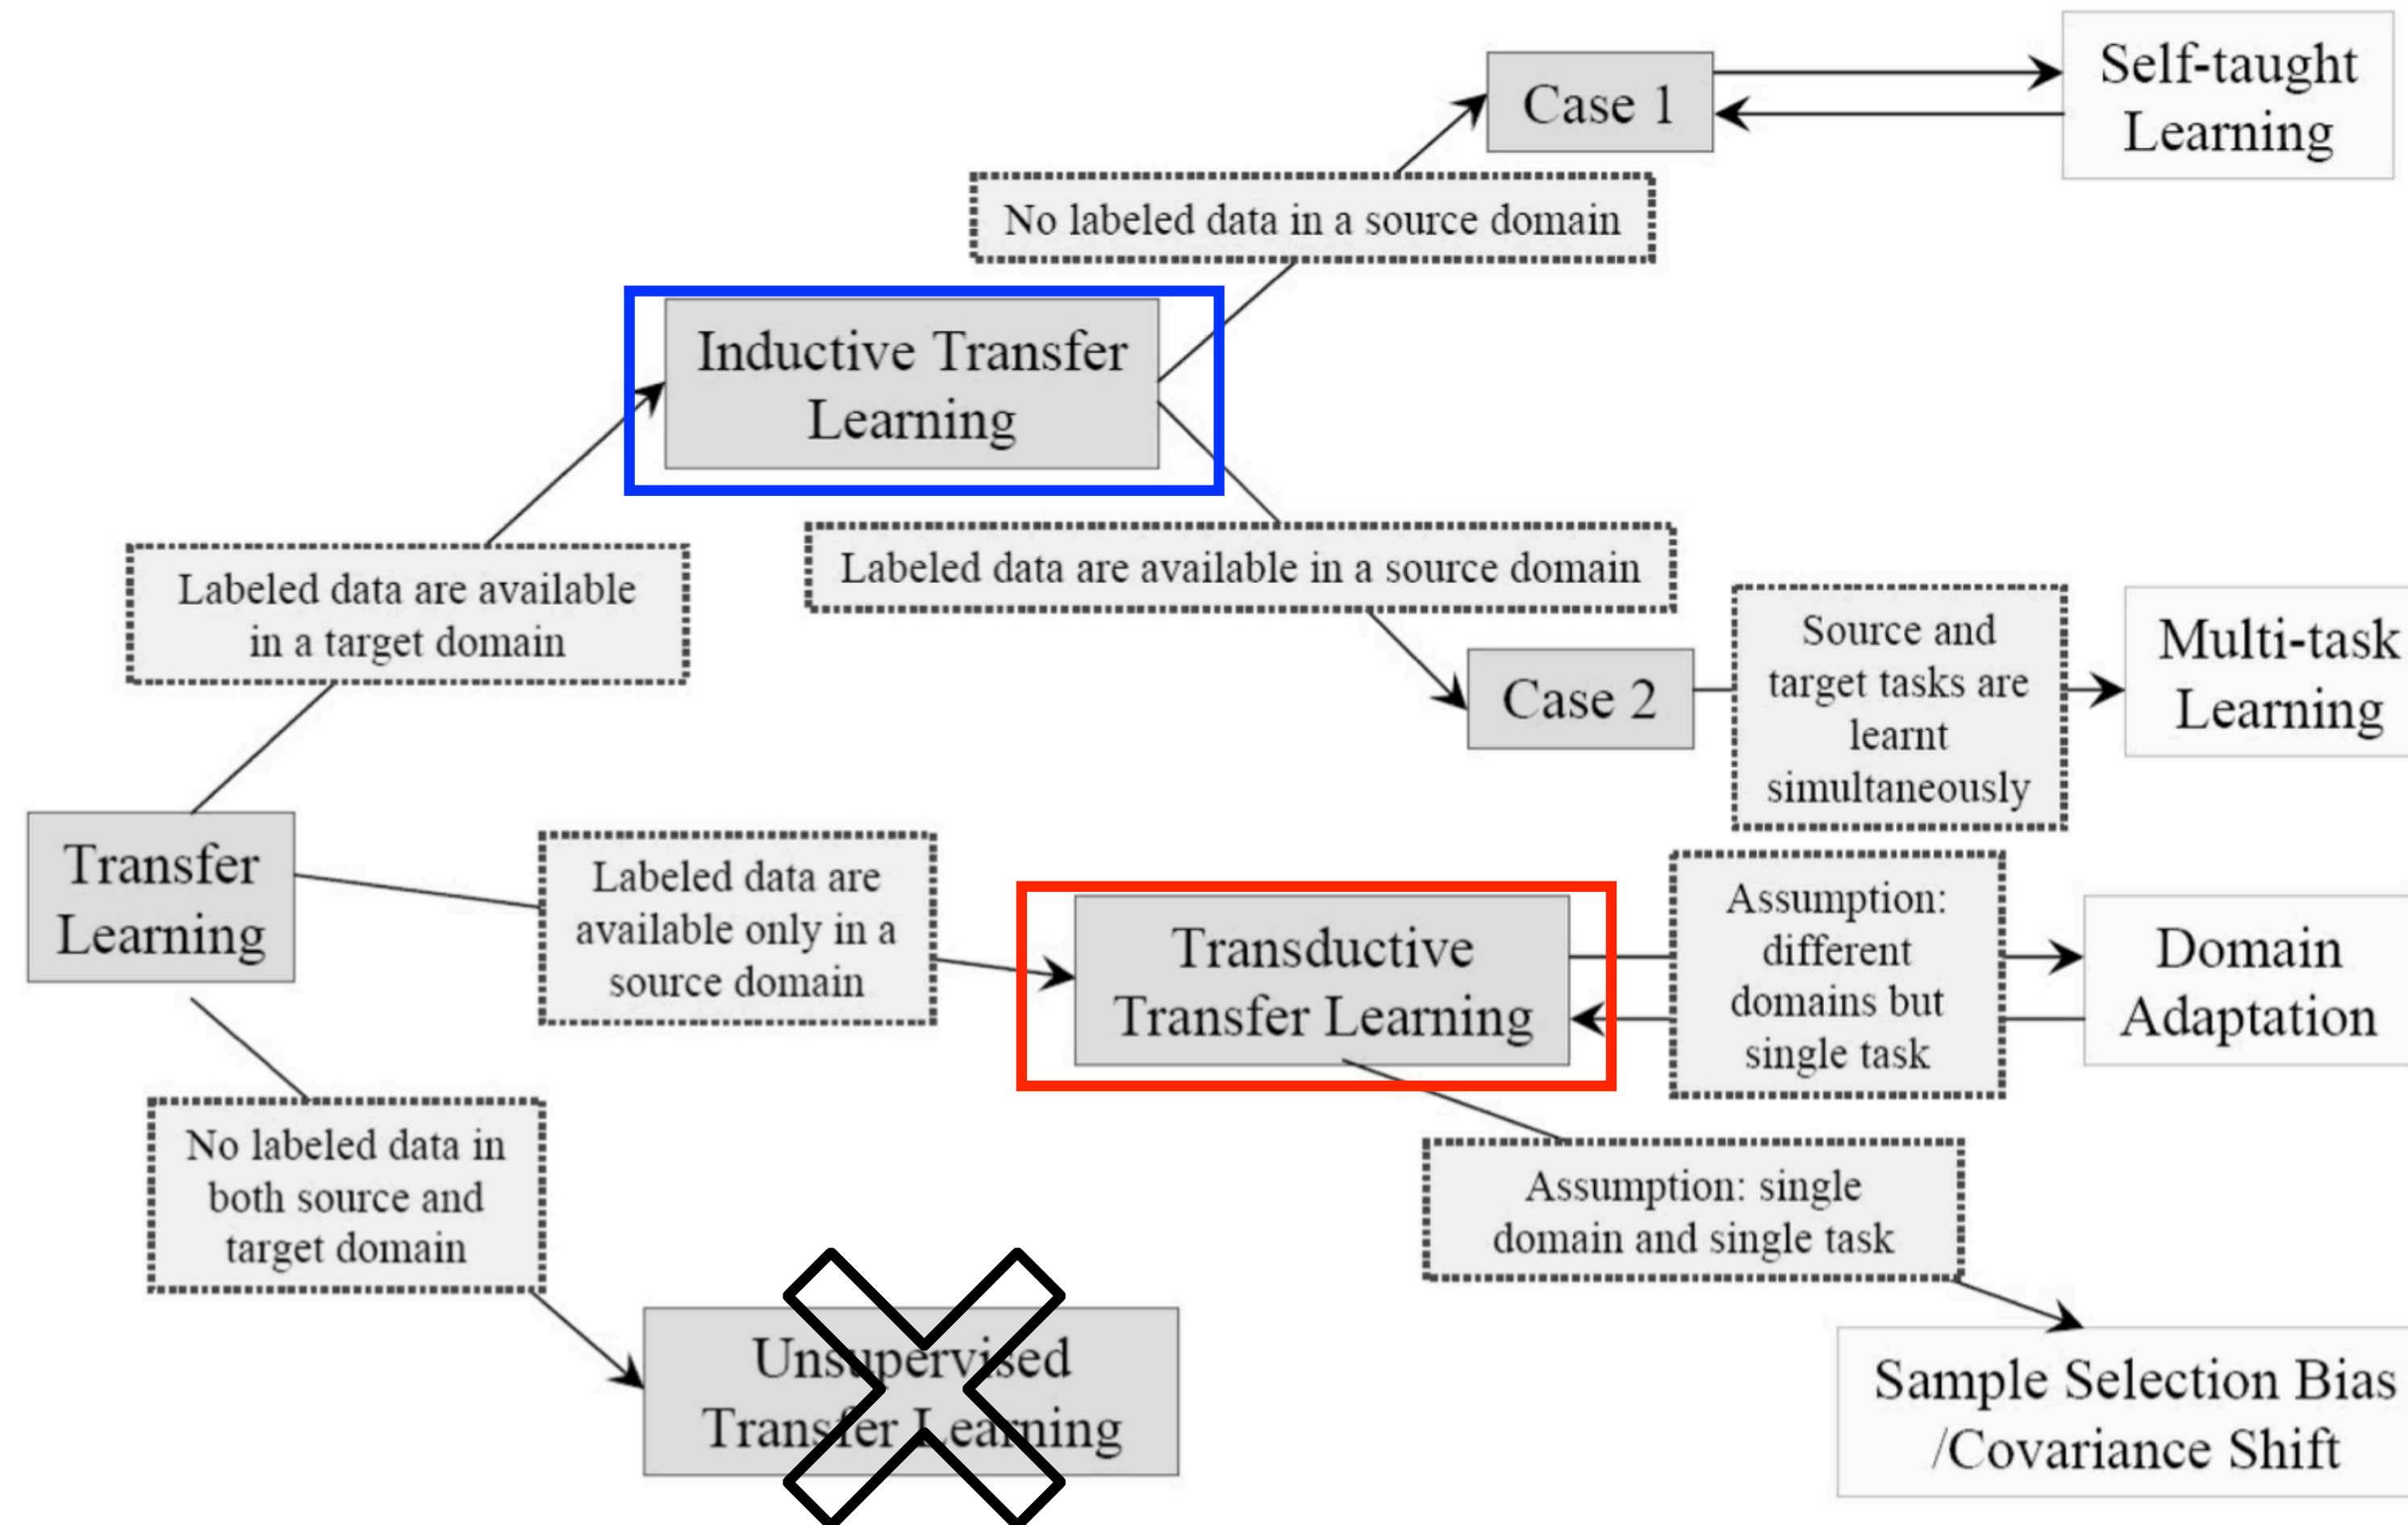 Case 1
Self-taught
Learning
No labeled data in a source domain
Inductive Transfer
Learning
Labeled data are available in a source domain
Labeled data are available
in a target domain
Case 2
Source and
target tasks are
learnt
simultaneously
Multi-task
Learning
Transfer
Learning
Labeled data are
available only in a
source domain
Transductive
Transfer Learning
Assumption:
different
domains but
single task
Domain
Adaptation
No labeled data in
both source and
target domain
Assumption: single
domain and single task
Unsupervised
Transfer Learning
Sample Selection Bias
/Covariance Shift